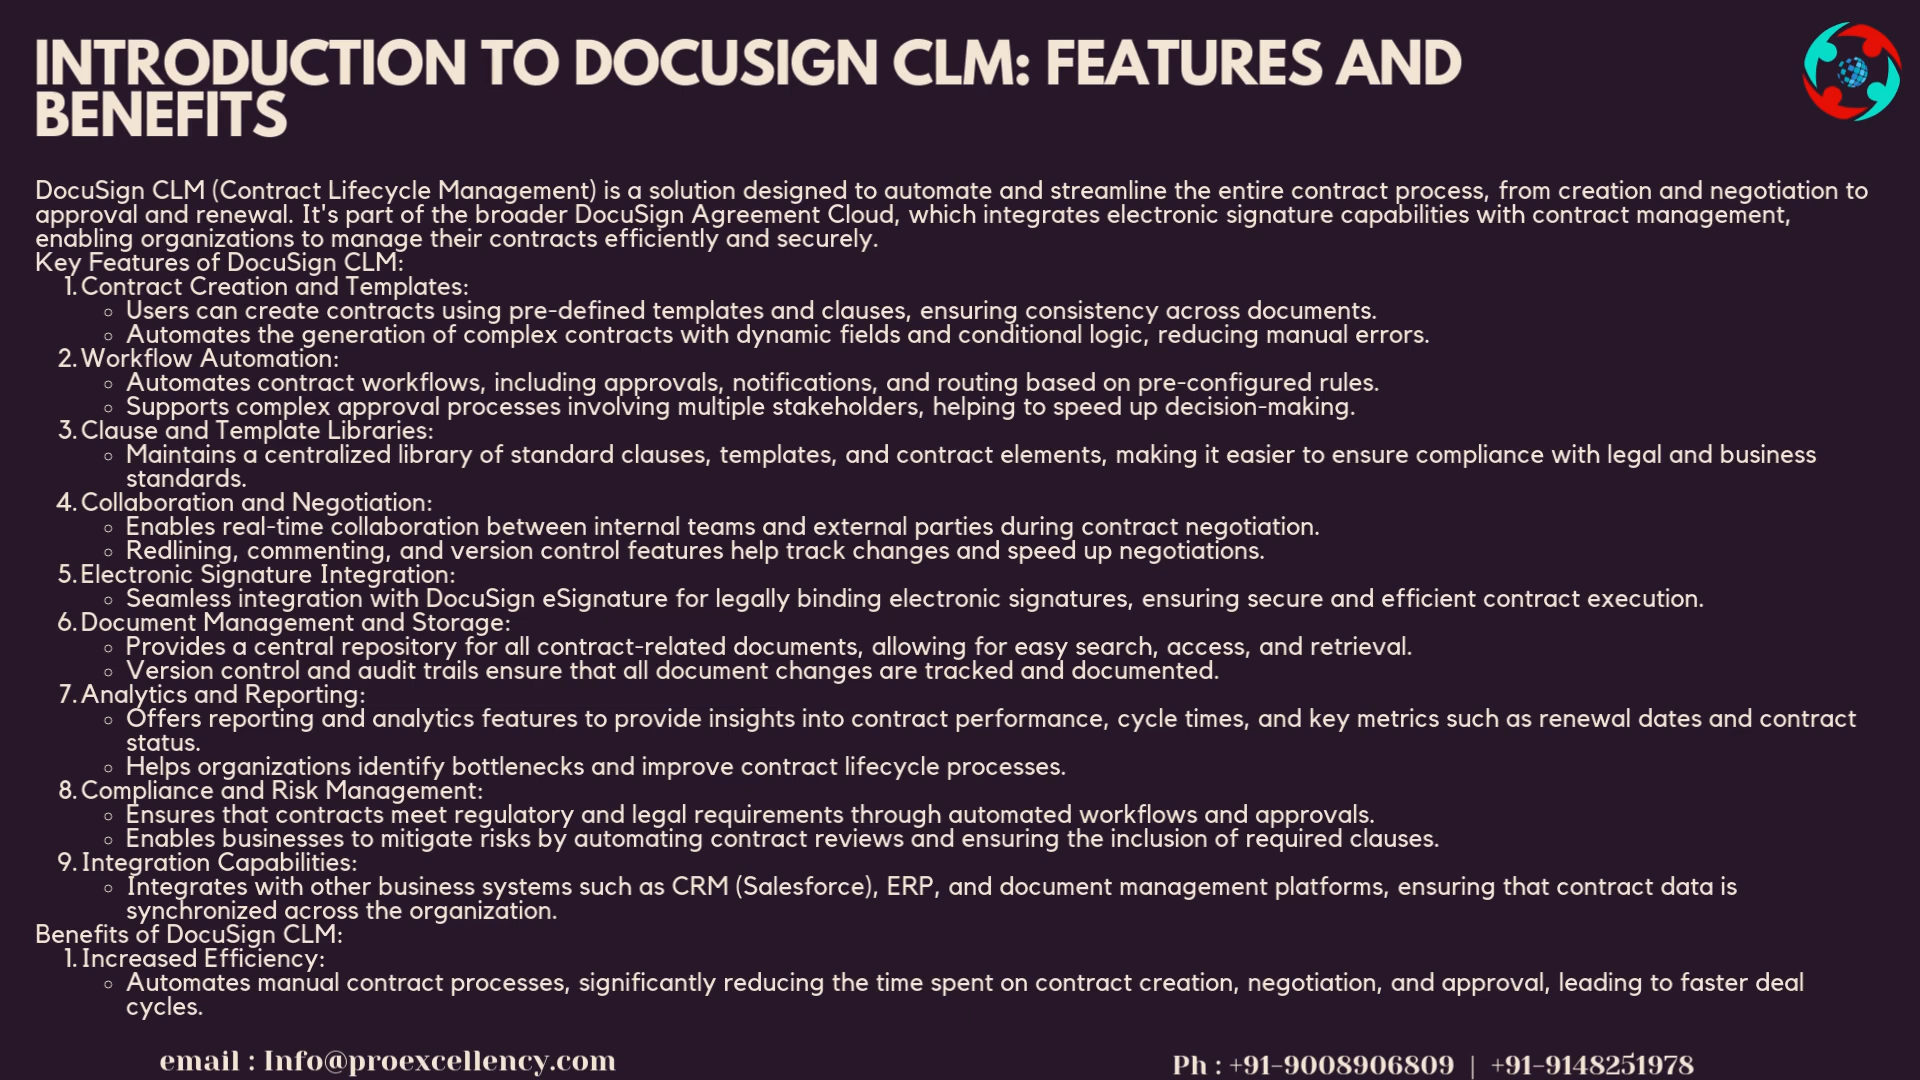 INTRODUCTION TO DOCUSIGN CLM: FEATURES AND
BENEFITS
DocuSign CLM (Contract Lifecycle Management) is a solution designed to automate and streamline the entire contract process, from creation and negotiation to
approval and renewal. It's part of the broader DocuSign Agreement Cloud, which integrates electronic signature capabilities with contract management,
enabling organizations to manage their contracts efficiently and securely.
Key Features of DocuSign CLM:
1. Contract Creation and Templates:
◦ Users can create contracts using pre-defined templates and clauses, ensuring consistency across documents.
◦ Automates the generation of complex contracts with dynamic fields and conditional logic, reducing manual errors.
2. Workflow Automation:
◦ Automates contract workflows, including approvals, notifications, and routing based on pre-configured rules.
◦ Supports complex approval processes involving multiple stakeholders, helping to speed up decision-making.
3. Clause and Template Libraries:
◦ Maintains a centralized library of standard clauses, templates, and contract elements, making it easier to ensure compliance with legal and business
standards.
4. Collaboration and Negotiation:
◦ Enables real-time collaboration between internal teams and external parties during contract negotiation.
◦ Redlining, commenting, and version control features help track changes and speed up negotiations.
5. Electronic Signature Integration:
◦ Seamless integration with DocuSign eSignature for legally binding electronic signatures, ensuring secure and efficient contract execution.
6. Document Management and Storage:
◦ Provides a central repository for all contract-related documents, allowing for easy search, access, and retrieval.
◦ Version control and audit trails ensure that all document changes are tracked and documented.
7. Analytics and Reporting:
◦ Offers reporting and analytics features to provide insights into contract performance, cycle times, and key metrics such as renewal dates and contract
status.
◦ Helps organizations identify bottlenecks and improve contract lifecycle processes.
8. Compliance and Risk Management:
◦ Ensures that contracts meet regulatory and legal requirements through automated workflows and approvals.
◦ Enables businesses to mitigate risks by automating contract reviews and ensuring the inclusion of required clauses.
9. Integration Capabilities:
◦ Integrates with other business systems such as CRM (Salesforce), ERP, and document management platforms, ensuring that contract data is
synchronized across the organization.
Benefits of DocuSign CLM:
1. Increased Efficiency:
◦ Automates manual contract processes, significantly reducing the time spent on contract creation, negotiation, and approval, leading to faster deal
cycles.
email : Info@proexcellency.com
Ph : +91-9008906809 | +91-9148251978